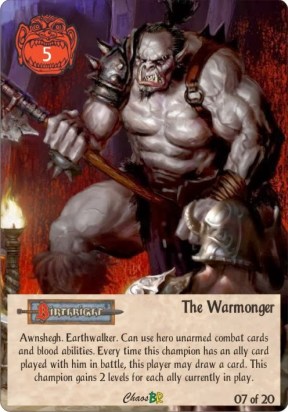 5
BIRTHRIGHT
The Warmonger
Awnshegh. Earthwalker. Can use hero unarmed combat cards
and blood abilities. Every time this champion has an ally card
played with him in battle, this player may draw a card. This
champion gains 2 levels for each ally currently in play.
ChaosBR
07 of 20